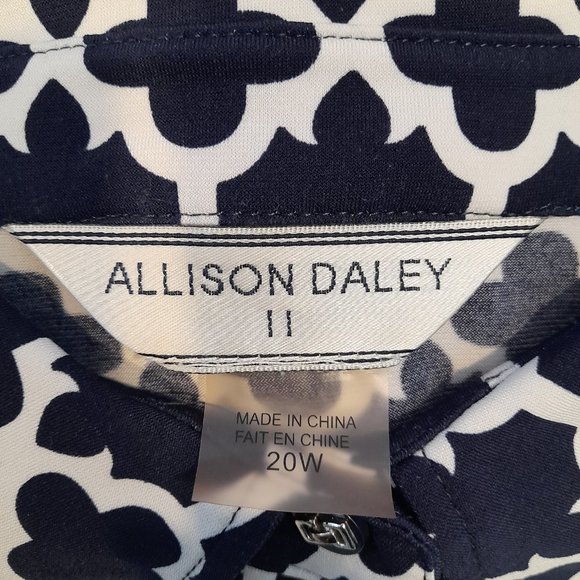 ALLISON DALEY
II
MADE IN CHINA
FAIT EN CHINE
20W